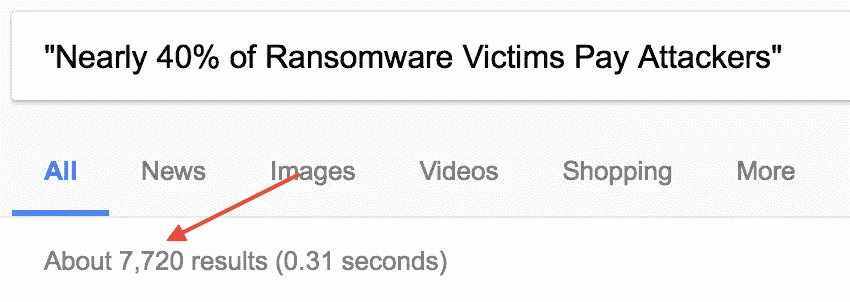 "Nearly 40% of Ransomware Victims Pay Attackers"
All News Images Videos Shopping More
About 7,720 results (0.31 seconds)